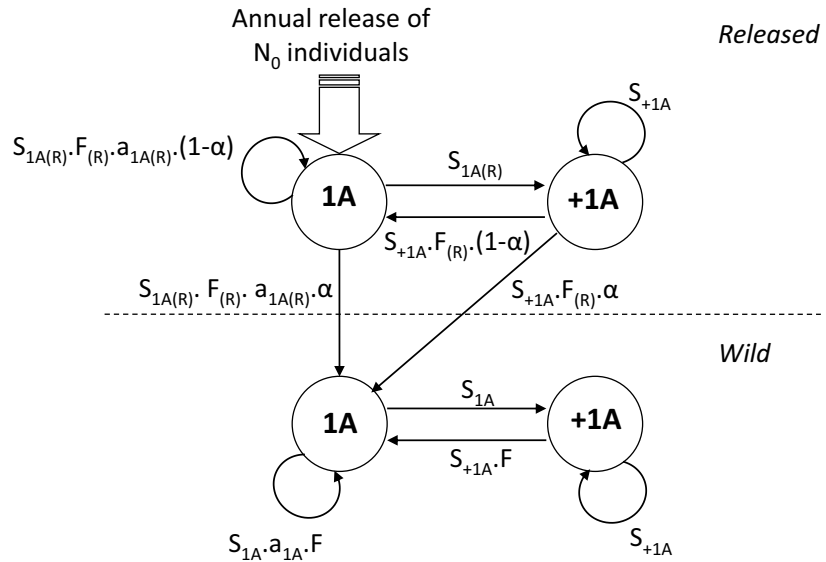 Annual release of
N₀ individuals
Released
S₊₁A
S₁A(R).F(R).a₁A(R).(1-α)
S₁A(R)
1A
+1A
S₊₁A.F(R).(1-α)
S₁A(R). F(R). a₁A(R).α
S₊₁A.F(R).α
Wild
S₁A
1A
+1A
S₊₁A.F
S₁A.a₁A.F
S₊₁A